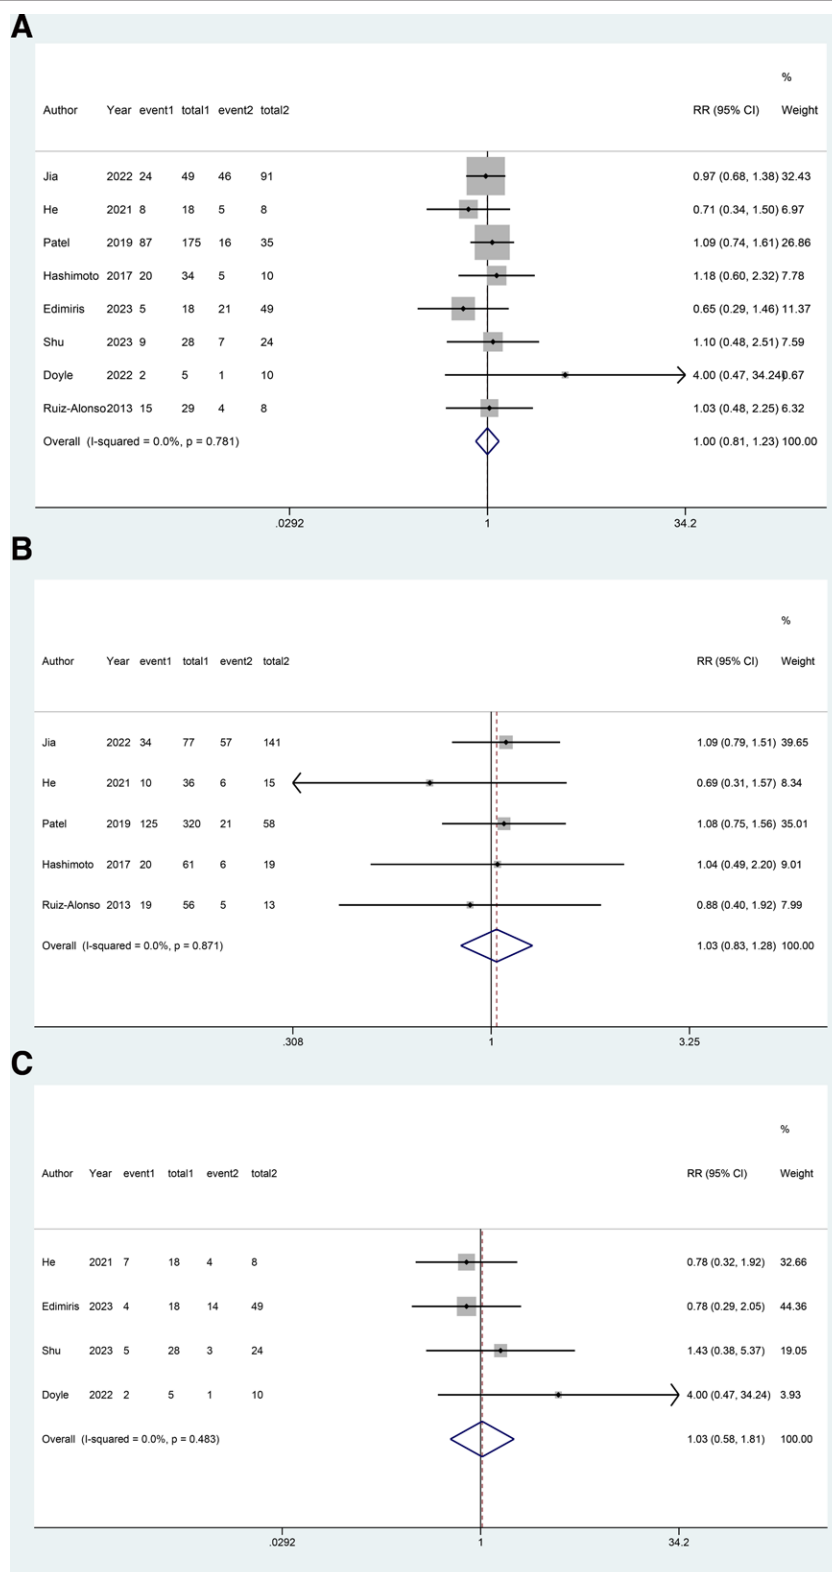 A
%
Author Year event1 total1 event2 total2 RR (95% CI) Weight
Jia 2022 24 49 46 91 0.97 (0.68, 1.38) 32.43
He 2021 8 18 5 8 0.71 (0.34, 1.50) 6.97
Patel 2019 87 175 16 35 1.09 (0.74, 1.61) 26.86
Hashimoto 2017 20 34 5 10 1.18 (0.60, 2.32) 7.78
Edimiris 2023 5 18 21 49 0.65 (0.29, 1.46) 11.37
Shu 2023 9 28 7 24 1.10 (0.48, 2.51) 7.59
Doyle 2022 2 5 1 10 4.00 (0.47, 34.24) 0.67
Ruiz-Alonso 2013 15 29 4 8 1.03 (0.48, 2.25) 6.32
Overall (I-squared = 0.0%, p = 0.781) 1.00 (0.81, 1.23) 100.00
.0292 1 34.2
B
%
Author Year event1 total1 event2 total2 RR (95% CI) Weight
Jia 2022 34 77 57 141 1.09 (0.79, 1.51) 39.65
He 2021 10 36 6 15 0.69 (0.31, 1.57) 8.34
Patel 2019 125 320 21 58 1.08 (0.75, 1.56) 35.01
Hashimoto 2017 20 61 6 19 1.04 (0.49, 2.20) 9.01
Ruiz-Alonso 2013 19 56 5 13 0.88 (0.40, 1.92) 7.99
Overall (I-squared = 0.0%, p = 0.871) 1.03 (0.83, 1.28) 100.00
.308 1 3.25
C
%
Author Year event1 total1 event2 total2 RR (95% CI) Weight
He 2021 7 18 4 8 0.78 (0.32, 1.92) 32.66
Edimiris 2023 4 18 14 49 0.78 (0.29, 2.05) 44.36
Shu 2023 5 28 3 24 1.43 (0.38, 5.37) 19.05
Doyle 2022 2 5 1 10 4.00 (0.47, 34.24) 3.93
Overall (I-squared = 0.0%, p = 0.483) 1.03 (0.58, 1.81) 100.00
.0292 1 34.2